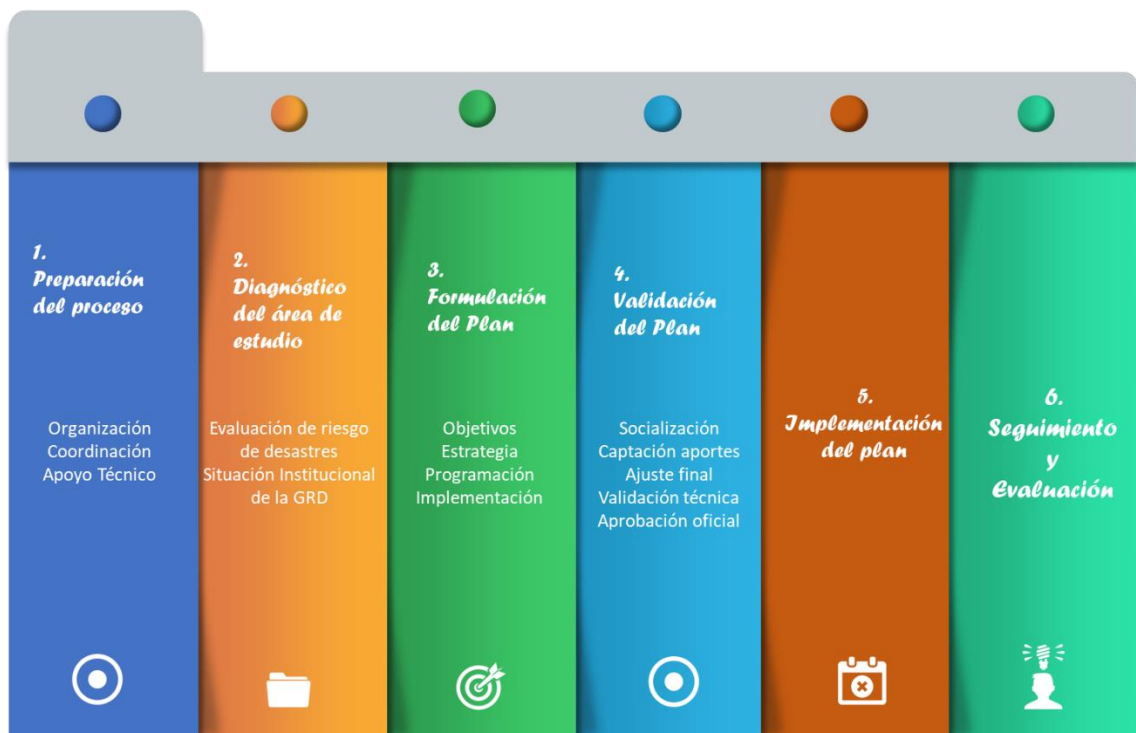 1.
Preparación
del proceso
Organización
Coordinación
Apoyo Técnico
2.
Diagnóstico
del área de
estudio
Evaluación de riesgo
de desastres
Situación Institucional
de la GRD
3.
Formulación
del Plan
Objetivos
Estrategia
Programación
Implementación
4.
Validación
del Plan
Socialización
Captación aportes
Ajuste final
Validación técnica
Aprobación oficial
5.
Implementación
del plan
6.
Seguimiento
y
Evaluación